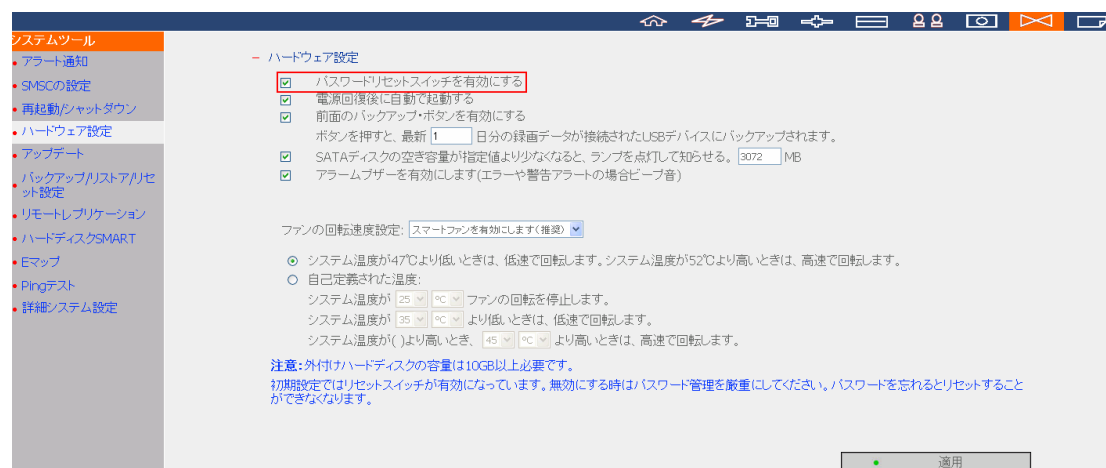 システムツール
アラート通知
SMSCの設定
再起動/シャットダウン
ハードウェア設定
アップデート
バックアップ/リストア/リセ
ット設定
リモートレプリケーション
ハードディスクSMART
Eマップ
Pingテスト
詳細システム設定
− ハードウェア設定
パスワードリセットスイッチを有効にする
電源回復後に自動で起動する
前面のバックアップ・ボタンを有効にする
ボタンを押すと、最新 1 日分の録画データが接続されたUSBデバイスにバックアップされます。
SATAディスクの空き容量が指定値より少なくなると、ランプを点灯して知らせる。 3072 MB
アラームブザーを有効にします(エラーや警告アラートの場合ビープ音)
ファンの回転速度設定: スマートファンを有効にします(推奨)
システム温度が47℃より低いときは、低速で回転します。システム温度が52℃より高いときは、高速で回転します。
自己定義された温度:
システム温度が 25 ℃ ファンの回転を停止します。
システム温度が 35 ℃ より低いときは、低速で回転します。
システム温度が( )より高いとき、 45 ℃ より高いときは、高速で回転します。
注意:外付けハードディスクの容量は10GB以上必要です。
初期設定ではリセットスイッチが有効になっています。無効にする時はパスワード管理を厳重にしてください。パスワードを忘れるとリセットすること
ができなくなります。
適用